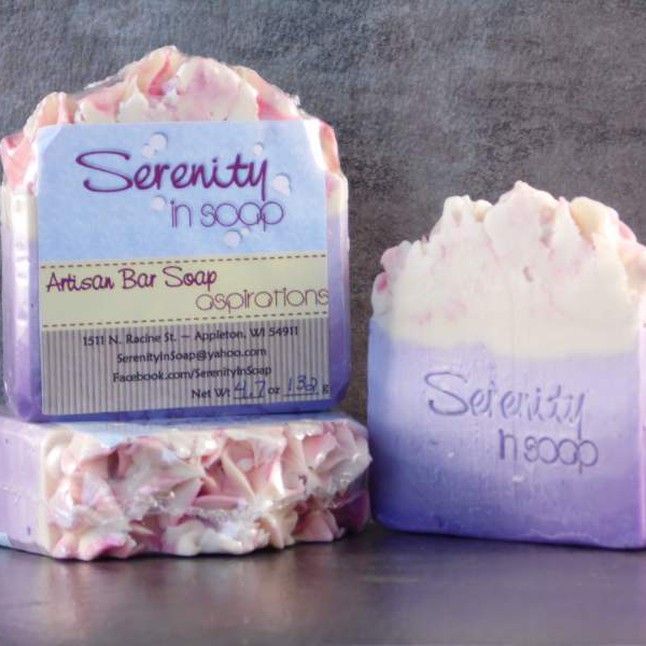 Serenity
in soap
Artisan Bar Soap
aspirations
1511 N. Racine St. ~ Appleton, WI 54911
SerenityInSoap@yahoo.com
Facebook.com/SerenityInSoap
Net Wt 4.7 oz 132 g
Serenity
in soap